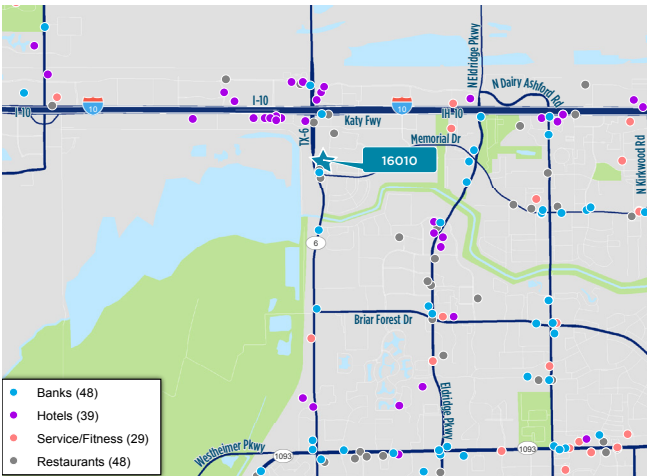 N Eldridge Pkwy
N Dairy Ashford Rd
I-10
10
I-10
10
IH-10
Katy Fwy
TX-6
Memorial Dr
N Kirkwood Rd
16010
6
Briar Forest Dr
Eldridge Pkwy
Westheimer Pkwy
1093
1093
Banks (48)
Hotels (39)
Service/Fitness (29)
Restaurants (48)